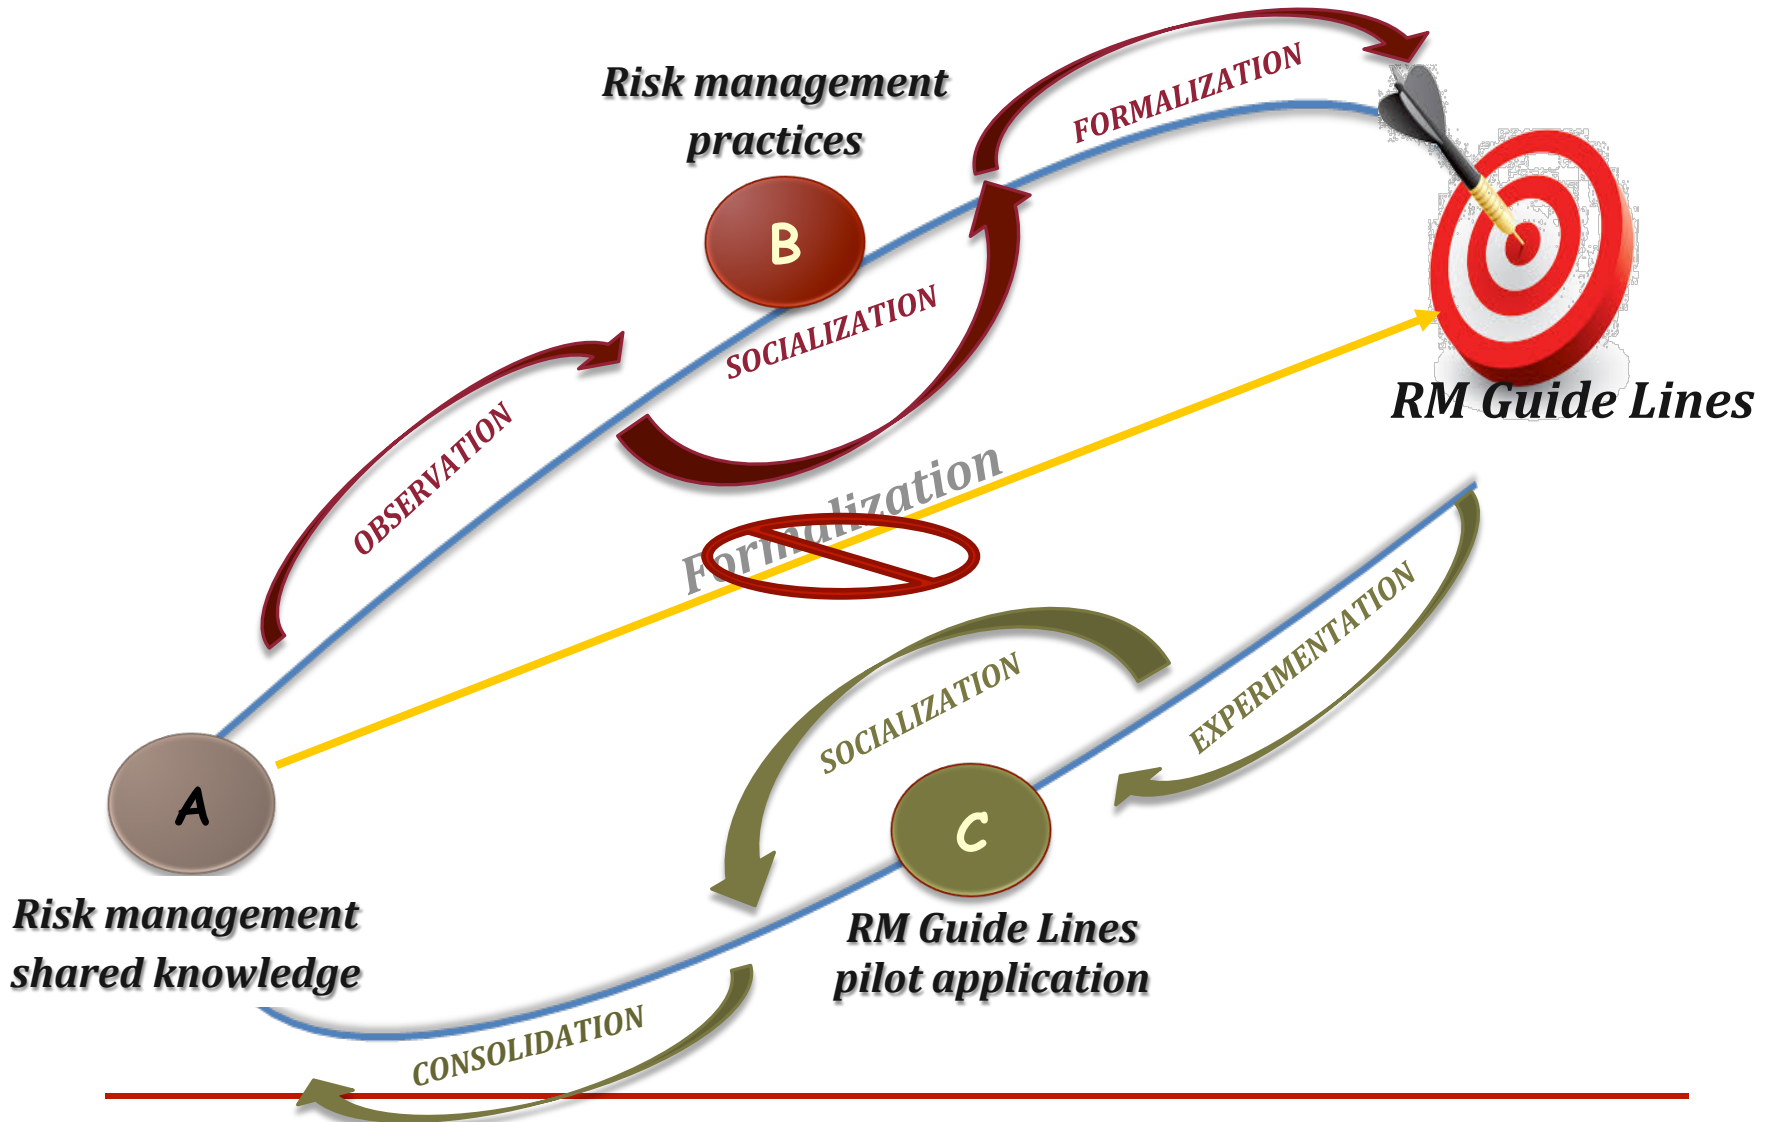 Risk management
practices
FORMALIZATION
B
SOCIALIZATION
OBSERVATION
RM Guide Lines
Formalization
EXPERIMENTATION
SOCIALIZATION
A
C
Risk management
shared knowledge
RM Guide Lines
pilot application
CONSOLIDATION